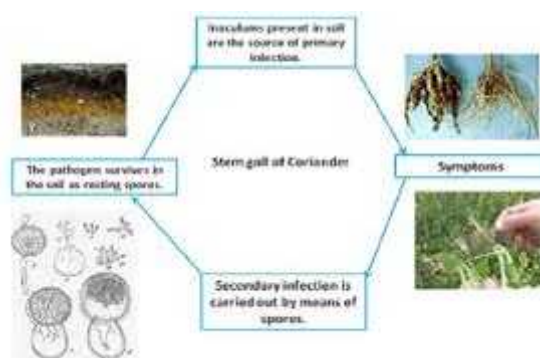 Inoculums present in soil
are the source of primary
infection.
Stem gall of Coriander
The pathogen survives in
the soil as resting spores.
Symptoms
Secondary infection is
carried out by means of
spores.